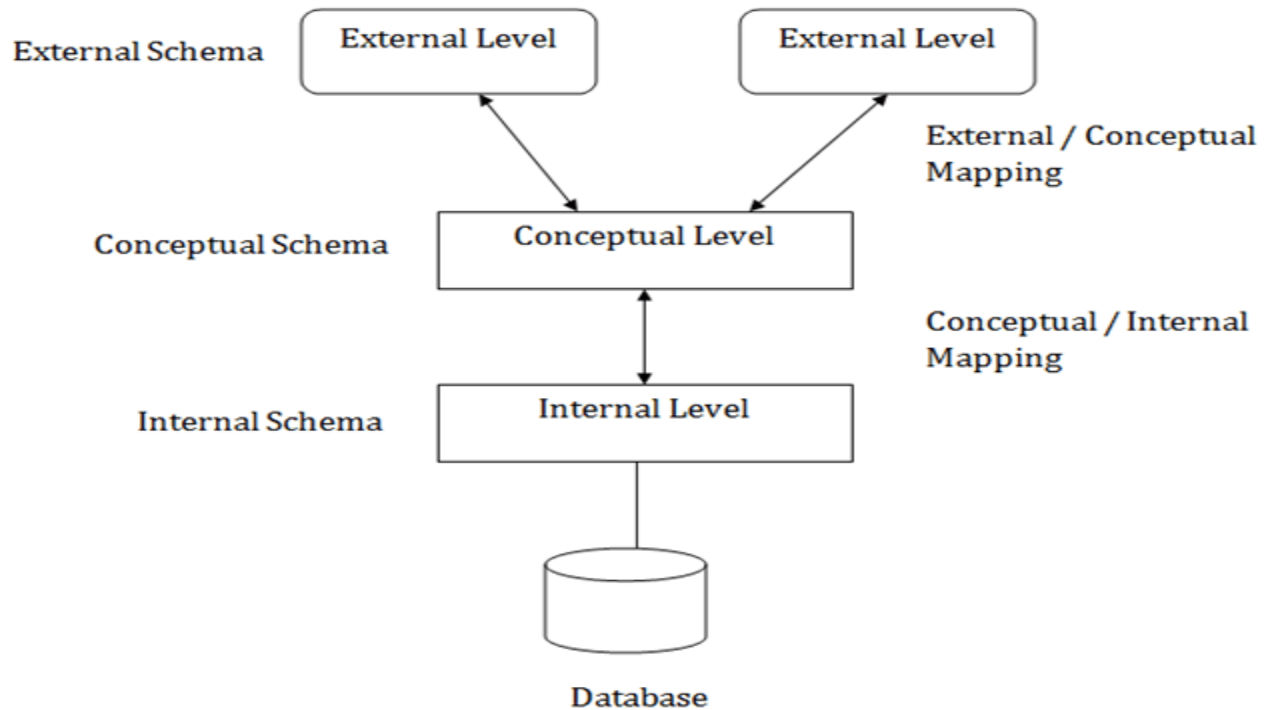 External Schema
External Level
External Level
External / Conceptual
Mapping
Conceptual Schema
Conceptual Level
Conceptual / Internal
Mapping
Internal Schema
Internal Level
Database